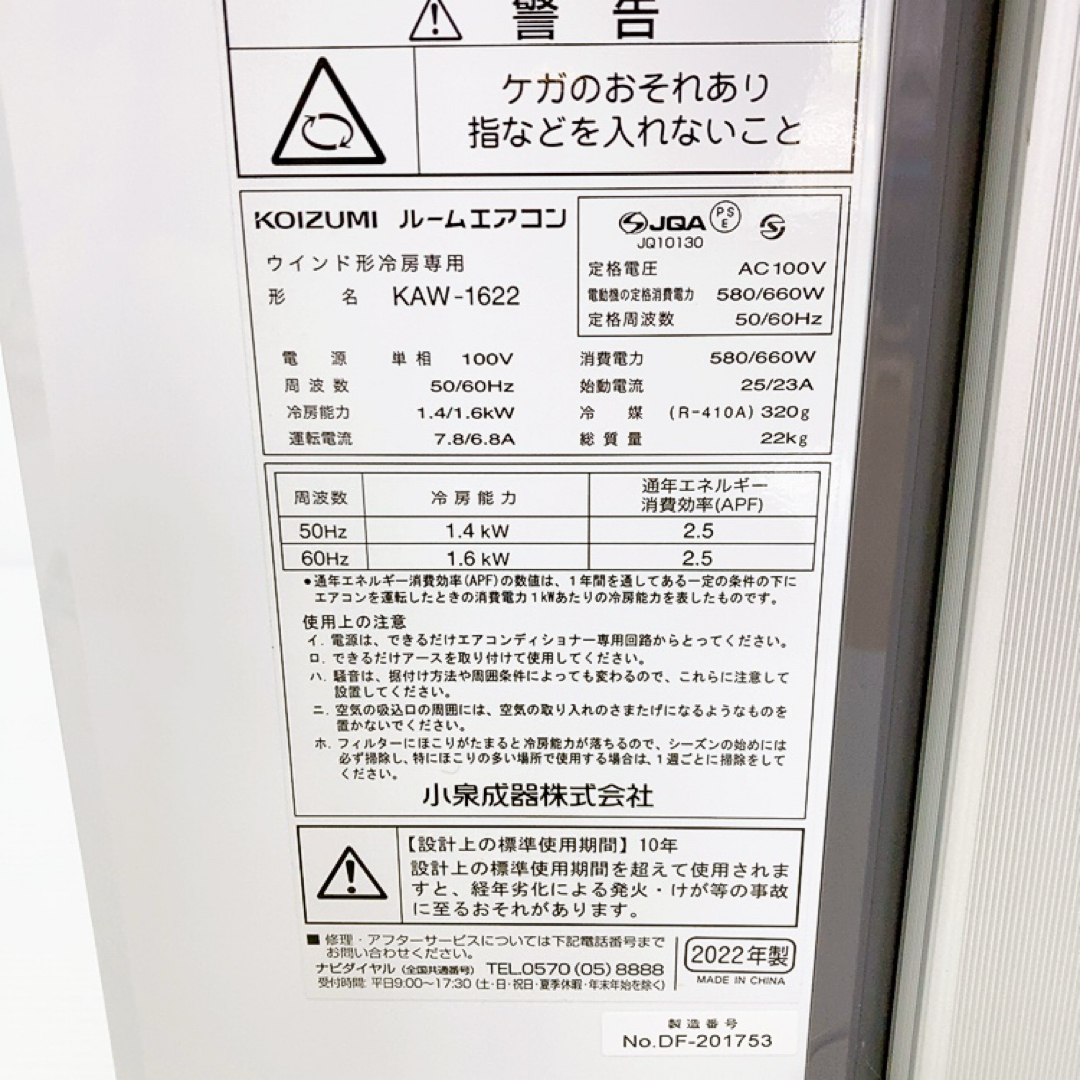 警告
ケガのおそれあり
指などを入れないこと
KOIZUMI ルームエアコン
ウインド形冷房専用
形名 KAW-1622
JQA PSE
JQ10130
定格電圧 AC100V
電動機の定格消費電力 580/660W
定格周波数 50/60Hz
電源 単相 100V
周波数 50/60Hz
冷房能力 1.4/1.6kW
運転電流 7.8/6.8A
消費電力 580/660W
始動電流 25/23A
冷媒 (R-410A) 320g
総質量 22kg
周波数 冷房能力 通年エネルギー
消費効率(APF)
50Hz 1.4 kW 2.5
60Hz 1.6 kW 2.5
●通年エネルギー消費効率(APF)の数値は、1年間を通してある一定の条件の下に
エアコンを運転したときの消費電力1kWあたりの冷房能力を表したものです。
使用上の注意
イ. 電源は、できるだけエアコンディショナー専用回路からとってください。
ロ. できるだけアースを取り付けて使用してください。
ハ. 騒音は、据付け方法や周囲条件によっても変わるので、これらに注意して
設置してください。
ニ. 空気の吸込口の周囲には、空気の取り入れのさまたげになるようなものを
置かないでください。
ホ. フィルターにほこりがたまると冷房能力が落ちるので、シーズンの始めには
必ず掃除し、特にほこりの多い場所で使用する場合は、1週ごとに掃除をして
ください。
小泉成器株式会社
【設計上の標準使用期間】10年
設計上の標準使用期間を超えて使用されま
すと、経年劣化による発火・けが等の事故
に至るおそれがあります。
■ 修理・アフターサービスについては下記電話番号まで
お問い合わせください。
ナビダイヤル (全国共通番号) TEL.0570 (05) 8888
受付時間: 平日9:00〜17:30 (土・日・祝日・夏季休暇・年末年始を除く)
2022年製
MADE IN CHINA
製造番号
No.DF-201753